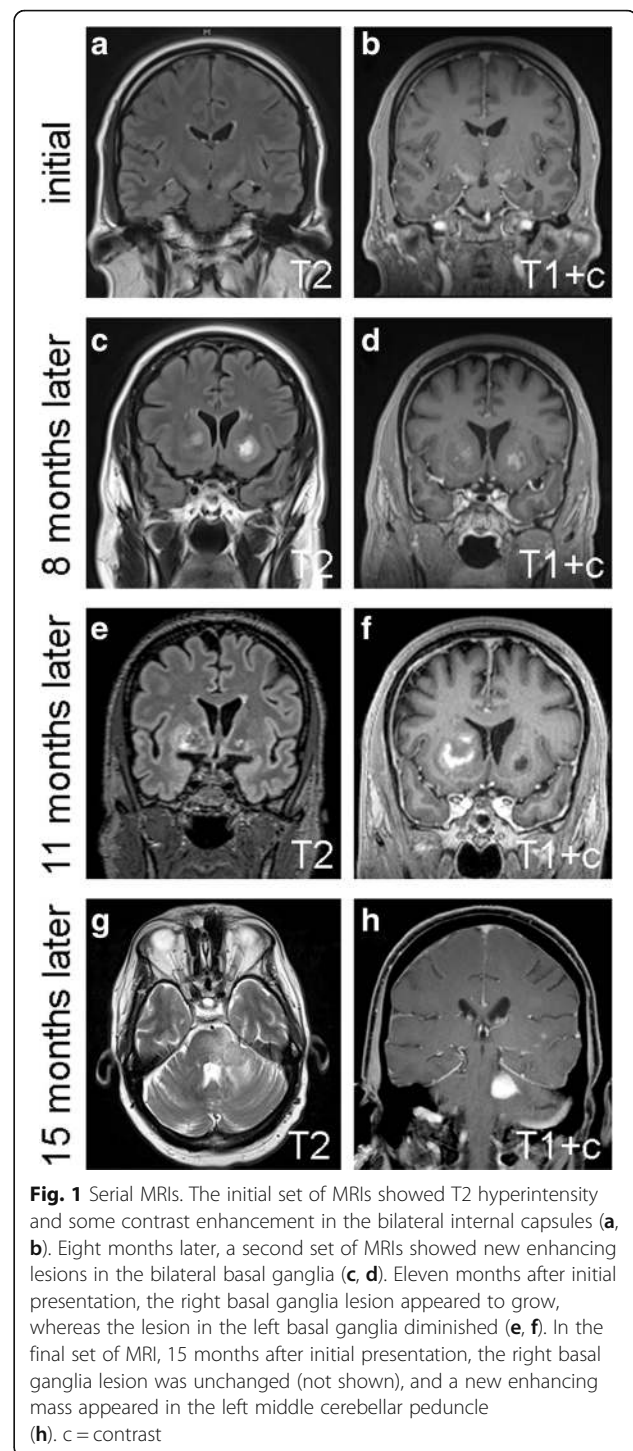 initial
a
T2
b
T1+c
8 months later
c
T2
d
T1+c
11 months later
e
T2
f
T1+c
15 months later
g
T2
h
T1+c
Fig. 1 Serial MRIs. The initial set of MRIs showed T2 hyperintensity
and some contrast enhancement in the bilateral internal capsules (a,
b). Eight months later, a second set of MRIs showed new enhancing
lesions in the bilateral basal ganglia (c, d). Eleven months after initial
presentation, the right basal ganglia lesion appeared to grow,
whereas the lesion in the left basal ganglia diminished (e, f). In the
final set of MRI, 15 months after initial presentation, the right basal
ganglia lesion was unchanged (not shown), and a new enhancing
mass appeared in the left middle cerebellar peduncle
(h). c = contrast